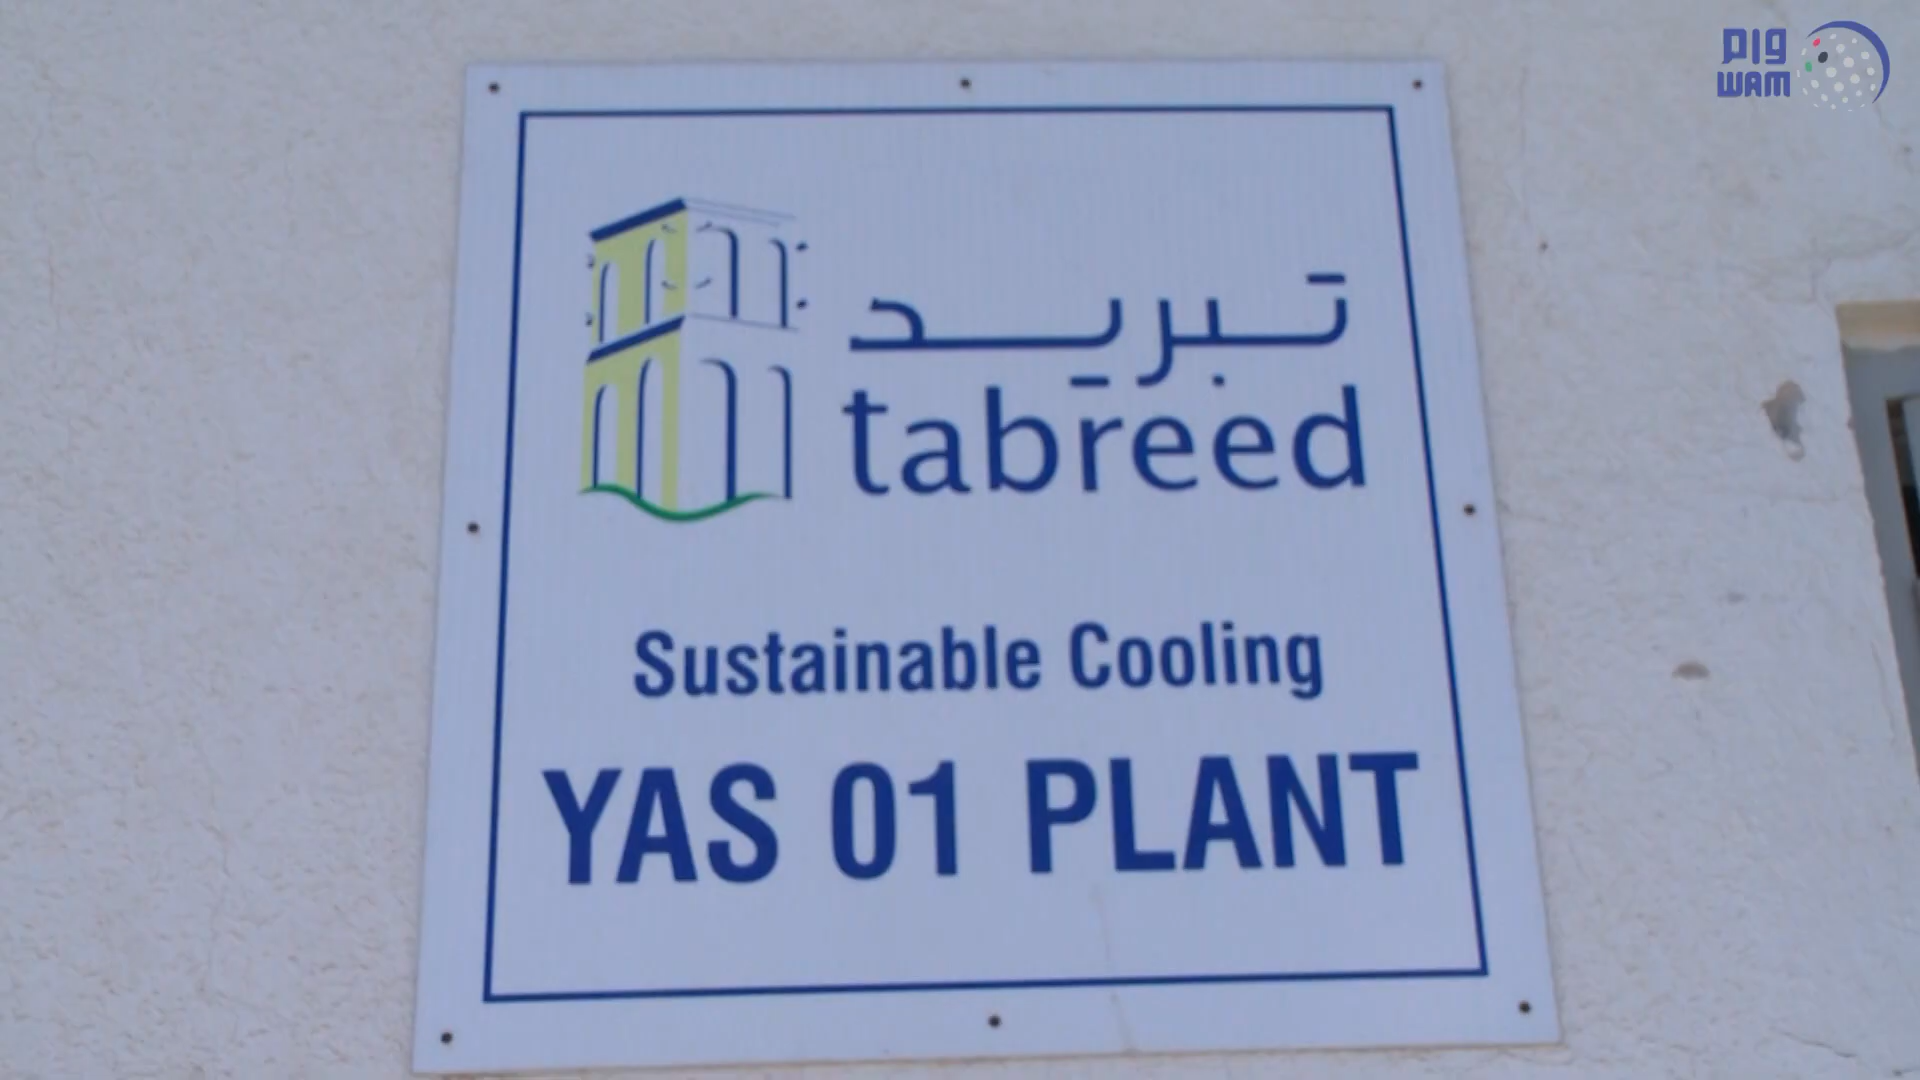 وام
WAM
تبريد
tabreed
Sustainable Cooling
YAS 01 PLANT